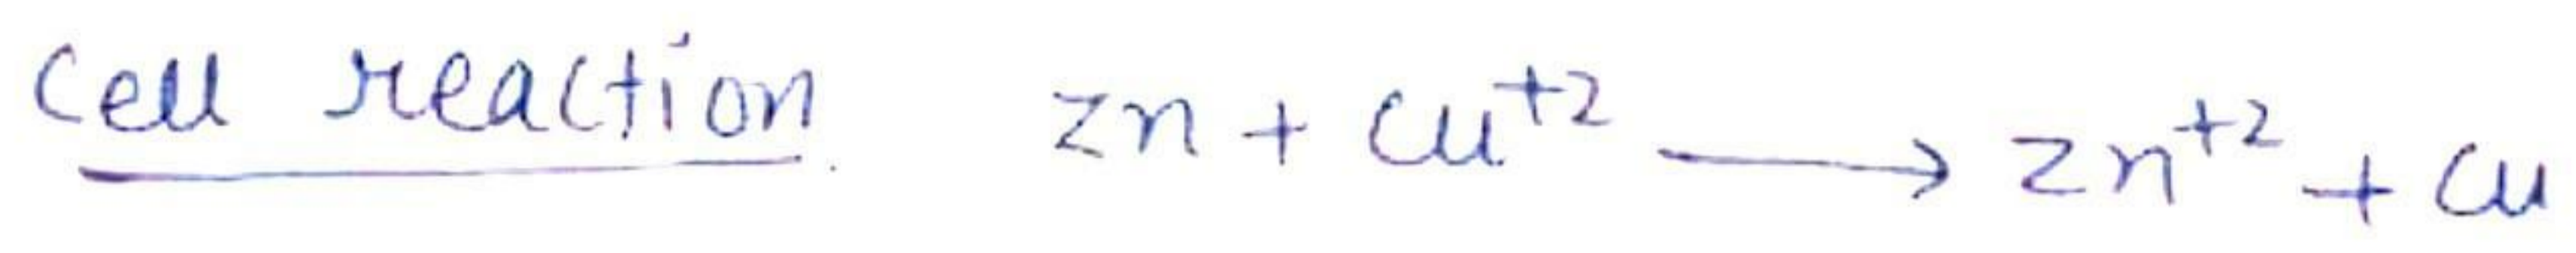 Cell reaction zn + Cu⁺² ⟶ zn⁺² + Cu